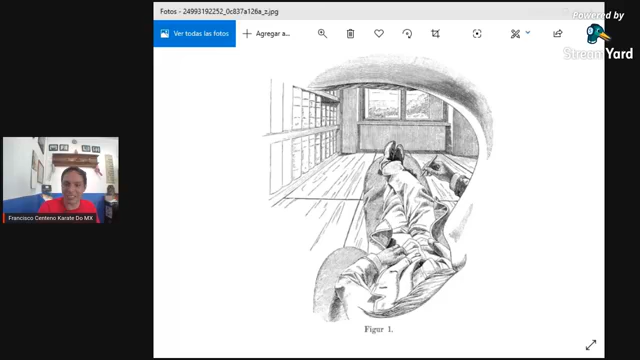 Fotos - 24993192252_0c837a126a_z.jpg
Ver todas las fotos
Agregar a...
Powered by
StreamYard
Francisco Centeno Karate Do MX
Figur 1.